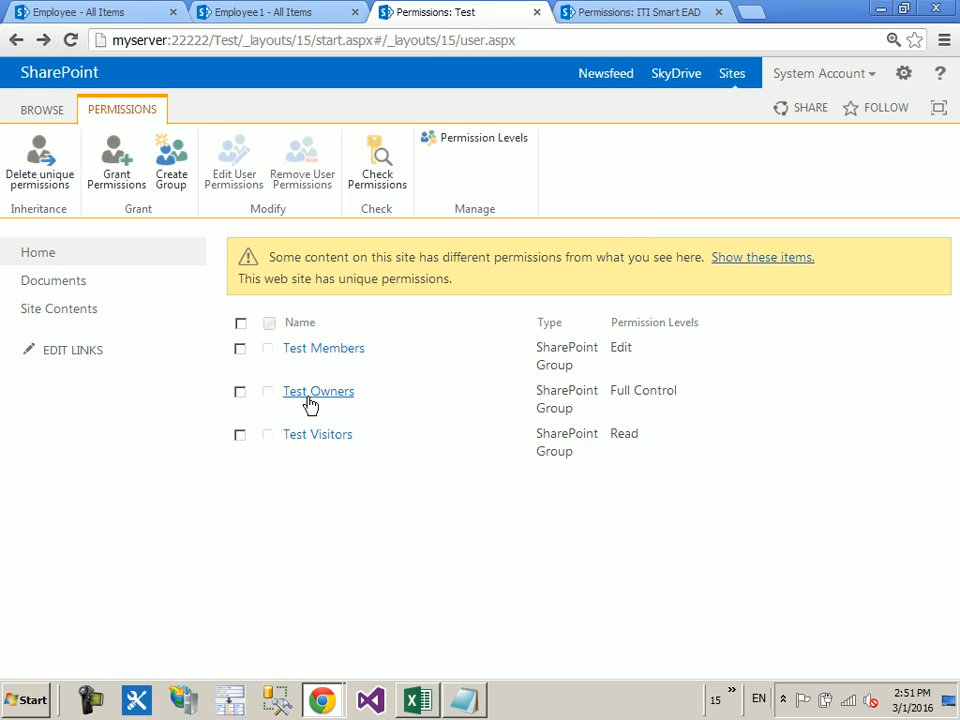 Employee - All Items
Employee1 - All Items
Permissions: Test
Permissions: ITI Smart EAD
myserver:22222/Test/_layouts/15/start.aspx#/_layouts/15/user.aspx
SharePoint
Newsfeed
SkyDrive
Sites
System Account
?
BROWSE
PERMISSIONS
SHARE
FOLLOW
Delete unique
permissions
Grant
Permissions
Create
Group
Edit User
Permissions
Remove User
Permissions
Check
Permissions
Permission Levels
Inheritance
Grant
Modify
Check
Manage
Home
Documents
Site Contents
EDIT LINKS
Some content on this site has different permissions from what you see here. Show these items.
This web site has unique permissions.
Name
Type
Permission Levels
Test Members
SharePoint
Group
Edit
Test Owners
SharePoint
Group
Full Control
Test Visitors
SharePoint
Group
Read
Start
15
EN
2:51 PM
3/1/2016